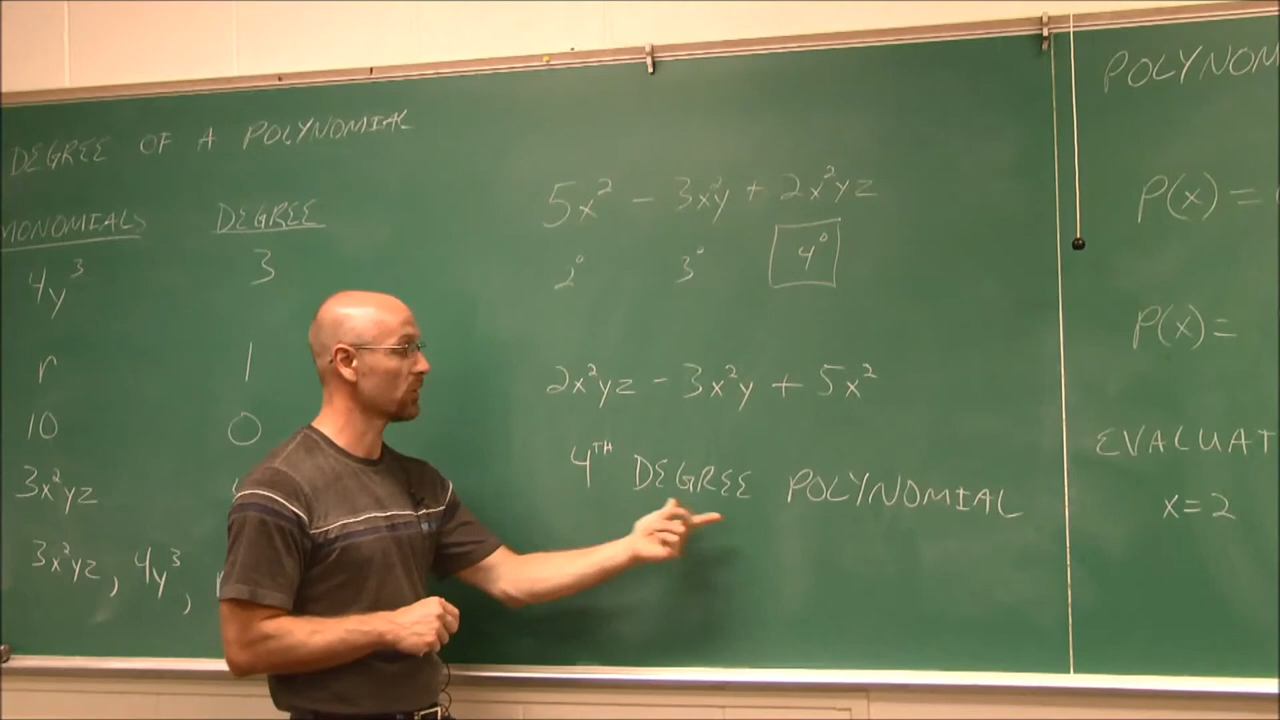 DEGREE OF A POLYNOMIAL
MONOMIALS DEGREE
4y³ 3
r 1
10 0
3x²yz
3x²yz, 4y³,
5x² - 3x²y + 2x²yz
2° 3° 4°
2x²yz - 3x²y + 5x²
4TH DEGREE POLYNOMIAL
POLYNOM
P(x) =
P(x) =
EVALUAT
x=2